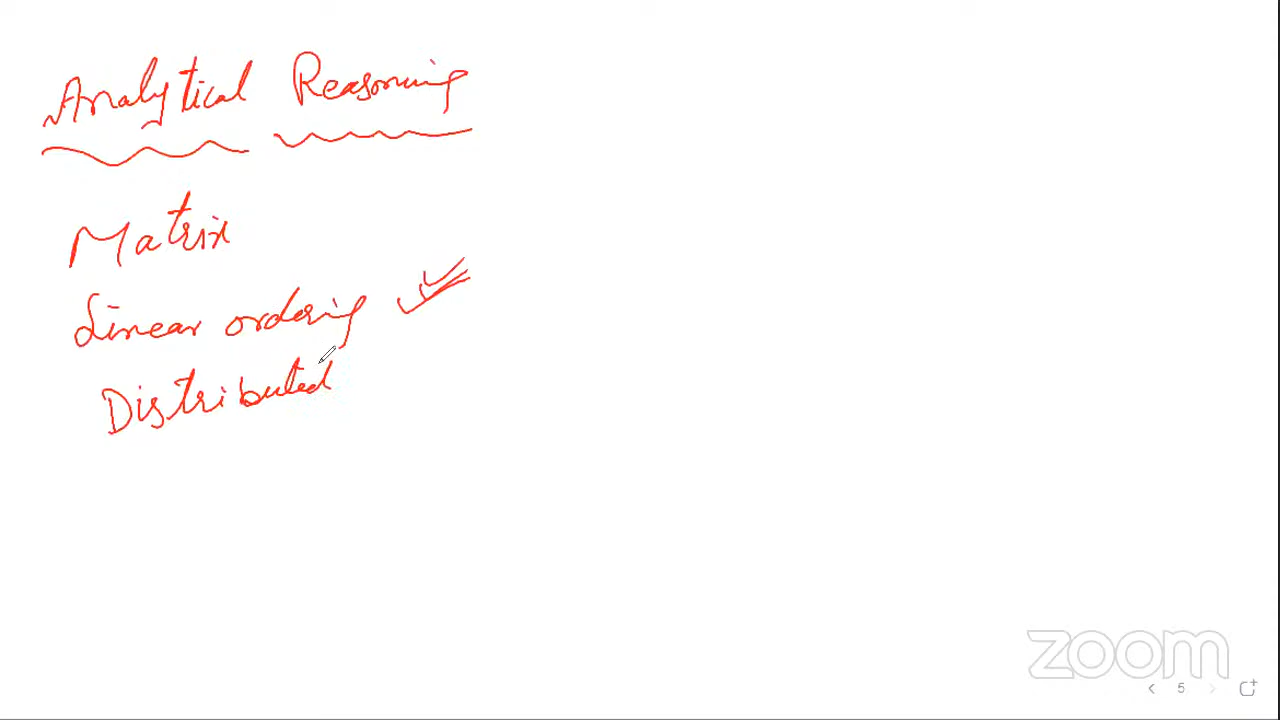 Analytical Reasoning
Matrix
Linear ordering
Distributed
zoom
5